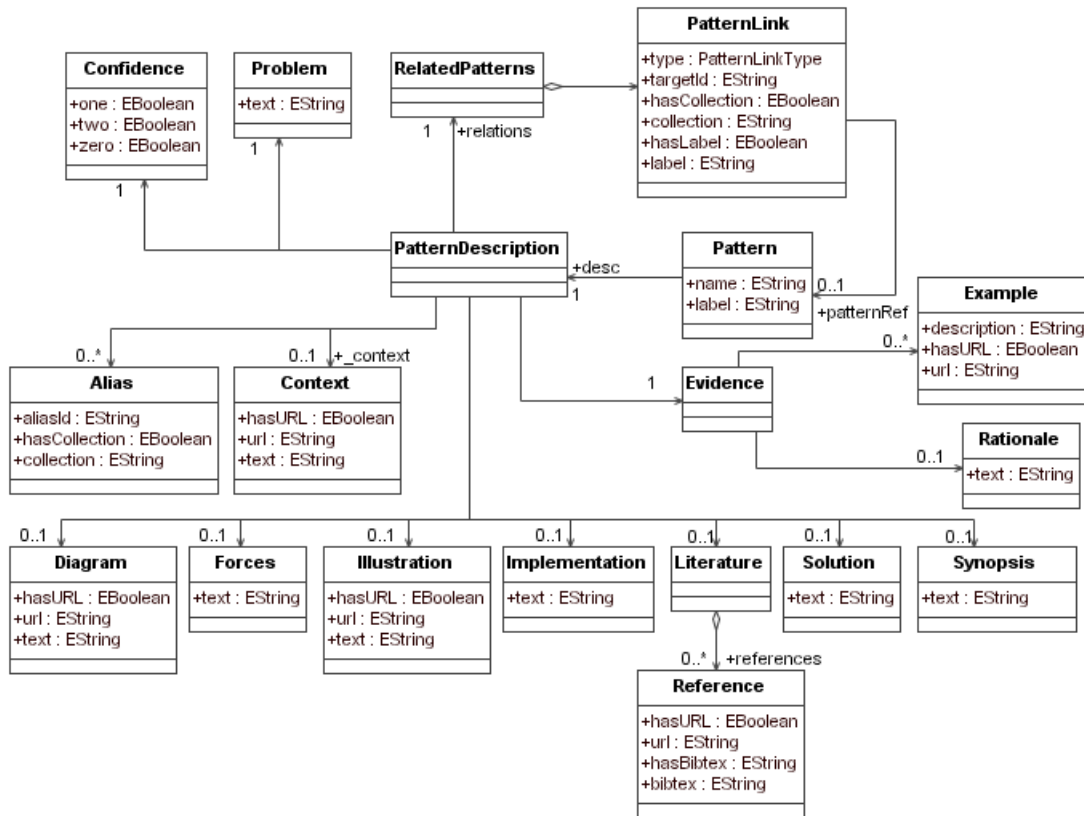 PatternLink
+type : PatternLinkType
+targetId : EString
+hasCollection : EBoolean
+collection : EString
+hasLabel : EBoolean
+label : EString
Confidence
+one : EBoolean
+two : EBoolean
+zero : EBoolean
Problem
+text : EString
RelatedPatterns
1
+relations
1
1
PatternDescription
+desc
1
Pattern
+name : EString
+label : EString
0..1
+patternRef
Example
+description : EString
+hasURL : EBoolean
+url : EString
0..*
0..*
0..1
+_context
Alias
+aliasId : EString
+hasCollection : EBoolean
+collection : EString
Context
+hasURL : EBoolean
+url : EString
+text : EString
1
Evidence
0..1
Rationale
+text : EString
0..1
0..1
0..1
0..1
0..1
0..1
0..1
Diagram
+hasURL : EBoolean
+url : EString
+text : EString
Forces
+text : EString
Illustration
+hasURL : EBoolean
+url : EString
+text : EString
Implementation
+text : EString
Literature
Solution
+text : EString
Synopsis
+text : EString
0..*
+references
Reference
+hasURL : EBoolean
+url : EString
+hasBibtex : EString
+bibtex : EString